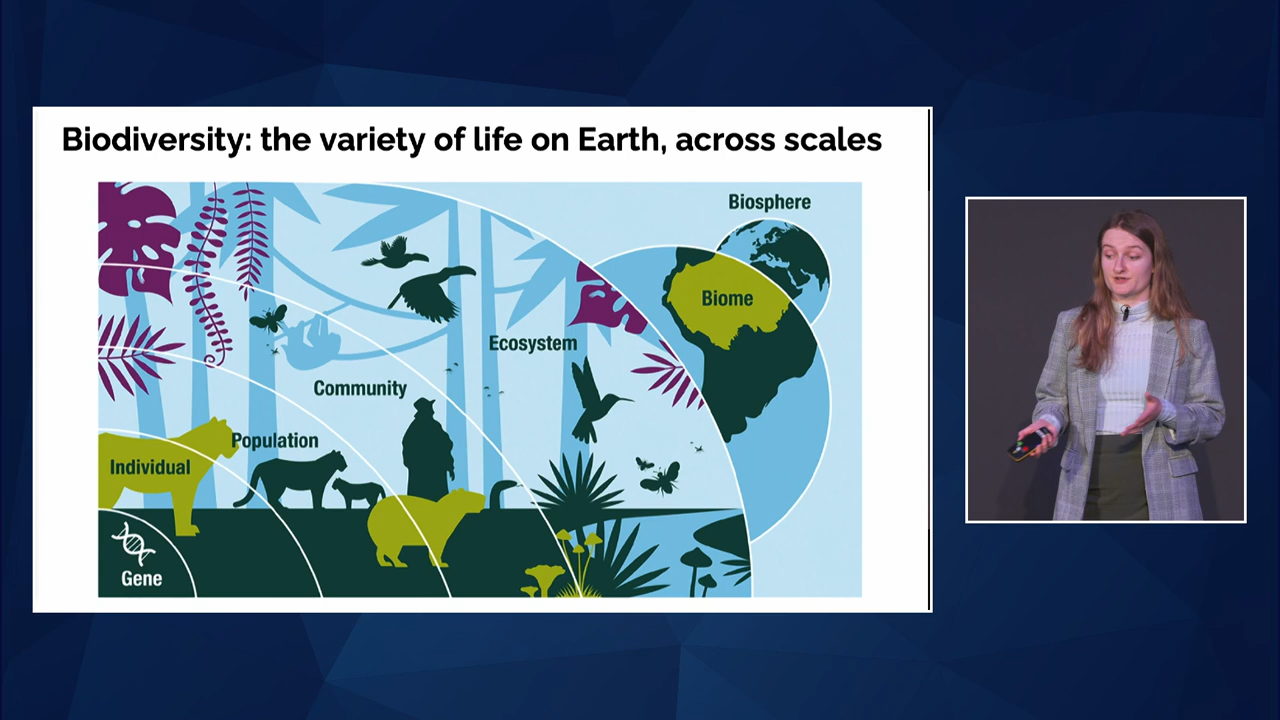 Biodiversity: the variety of life on Earth, across scales
Biosphere
Biome
Ecosystem
Community
Population
Individual
Gene